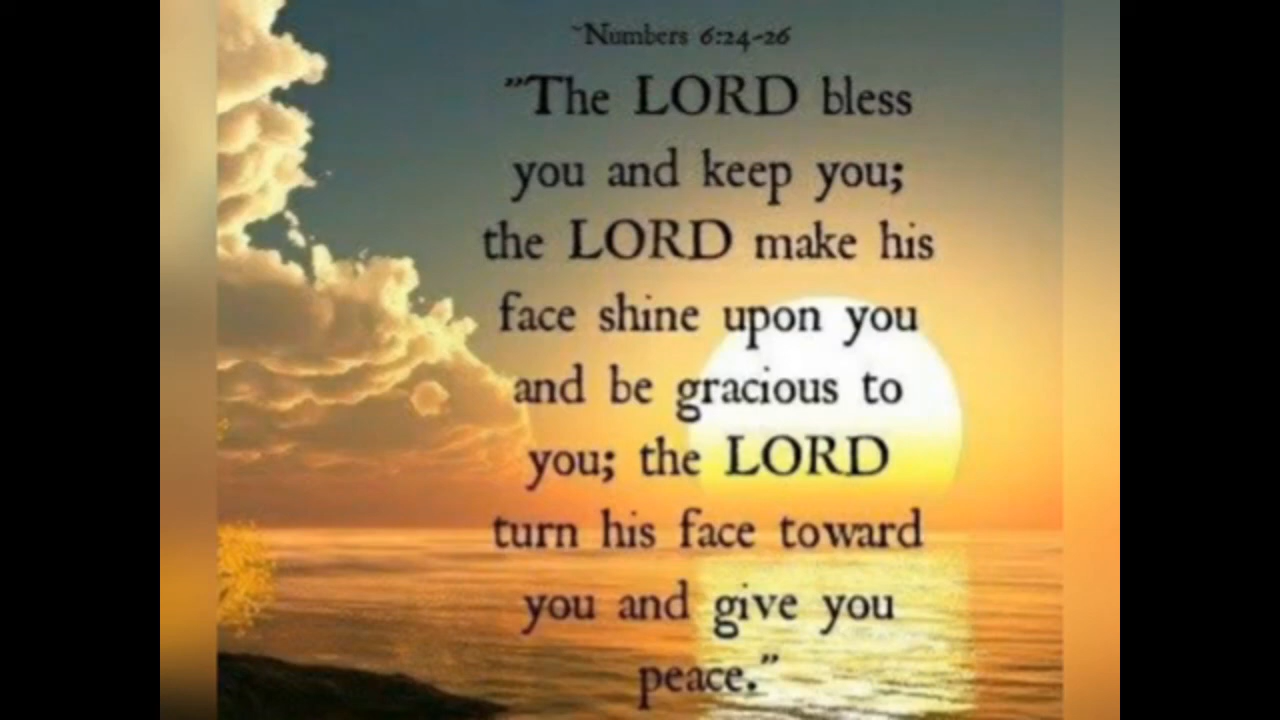 ~Numbers 6:24-26
"The LORD bless
you and keep you;
the LORD make his
face shine upon you
and be gracious to
you; the LORD
turn his face toward
you and give you
peace."